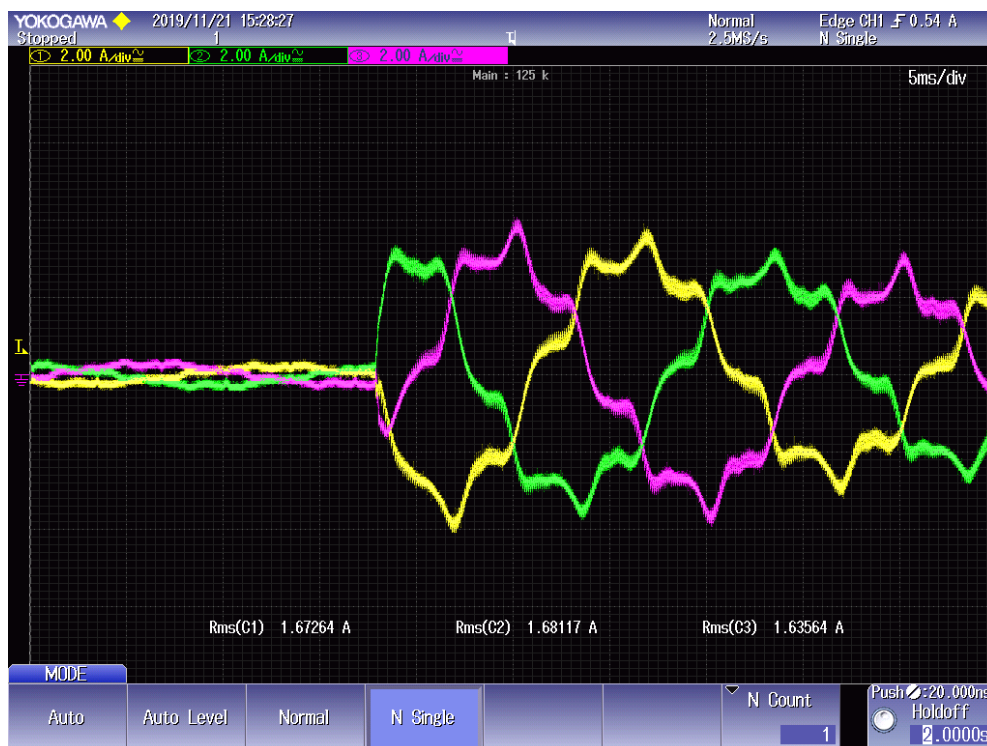 YOKOGAWA 2019/11/21 15:28:27 Normal Edge CH1 0.54 A
Stopped 1 2.5MS/s N Single
1 2.00 A/div 2 2.00 A/div 3 2.00 A/div
Main : 125 k
5ms/div
T
Rms(C1) 1.67264 A Rms(C2) 1.68117 A Rms(C3) 1.63564 A
MODE
Auto
Auto Level
Normal
N Single
N Count
1
Push :20.000ns
Holdoff
2.0000s